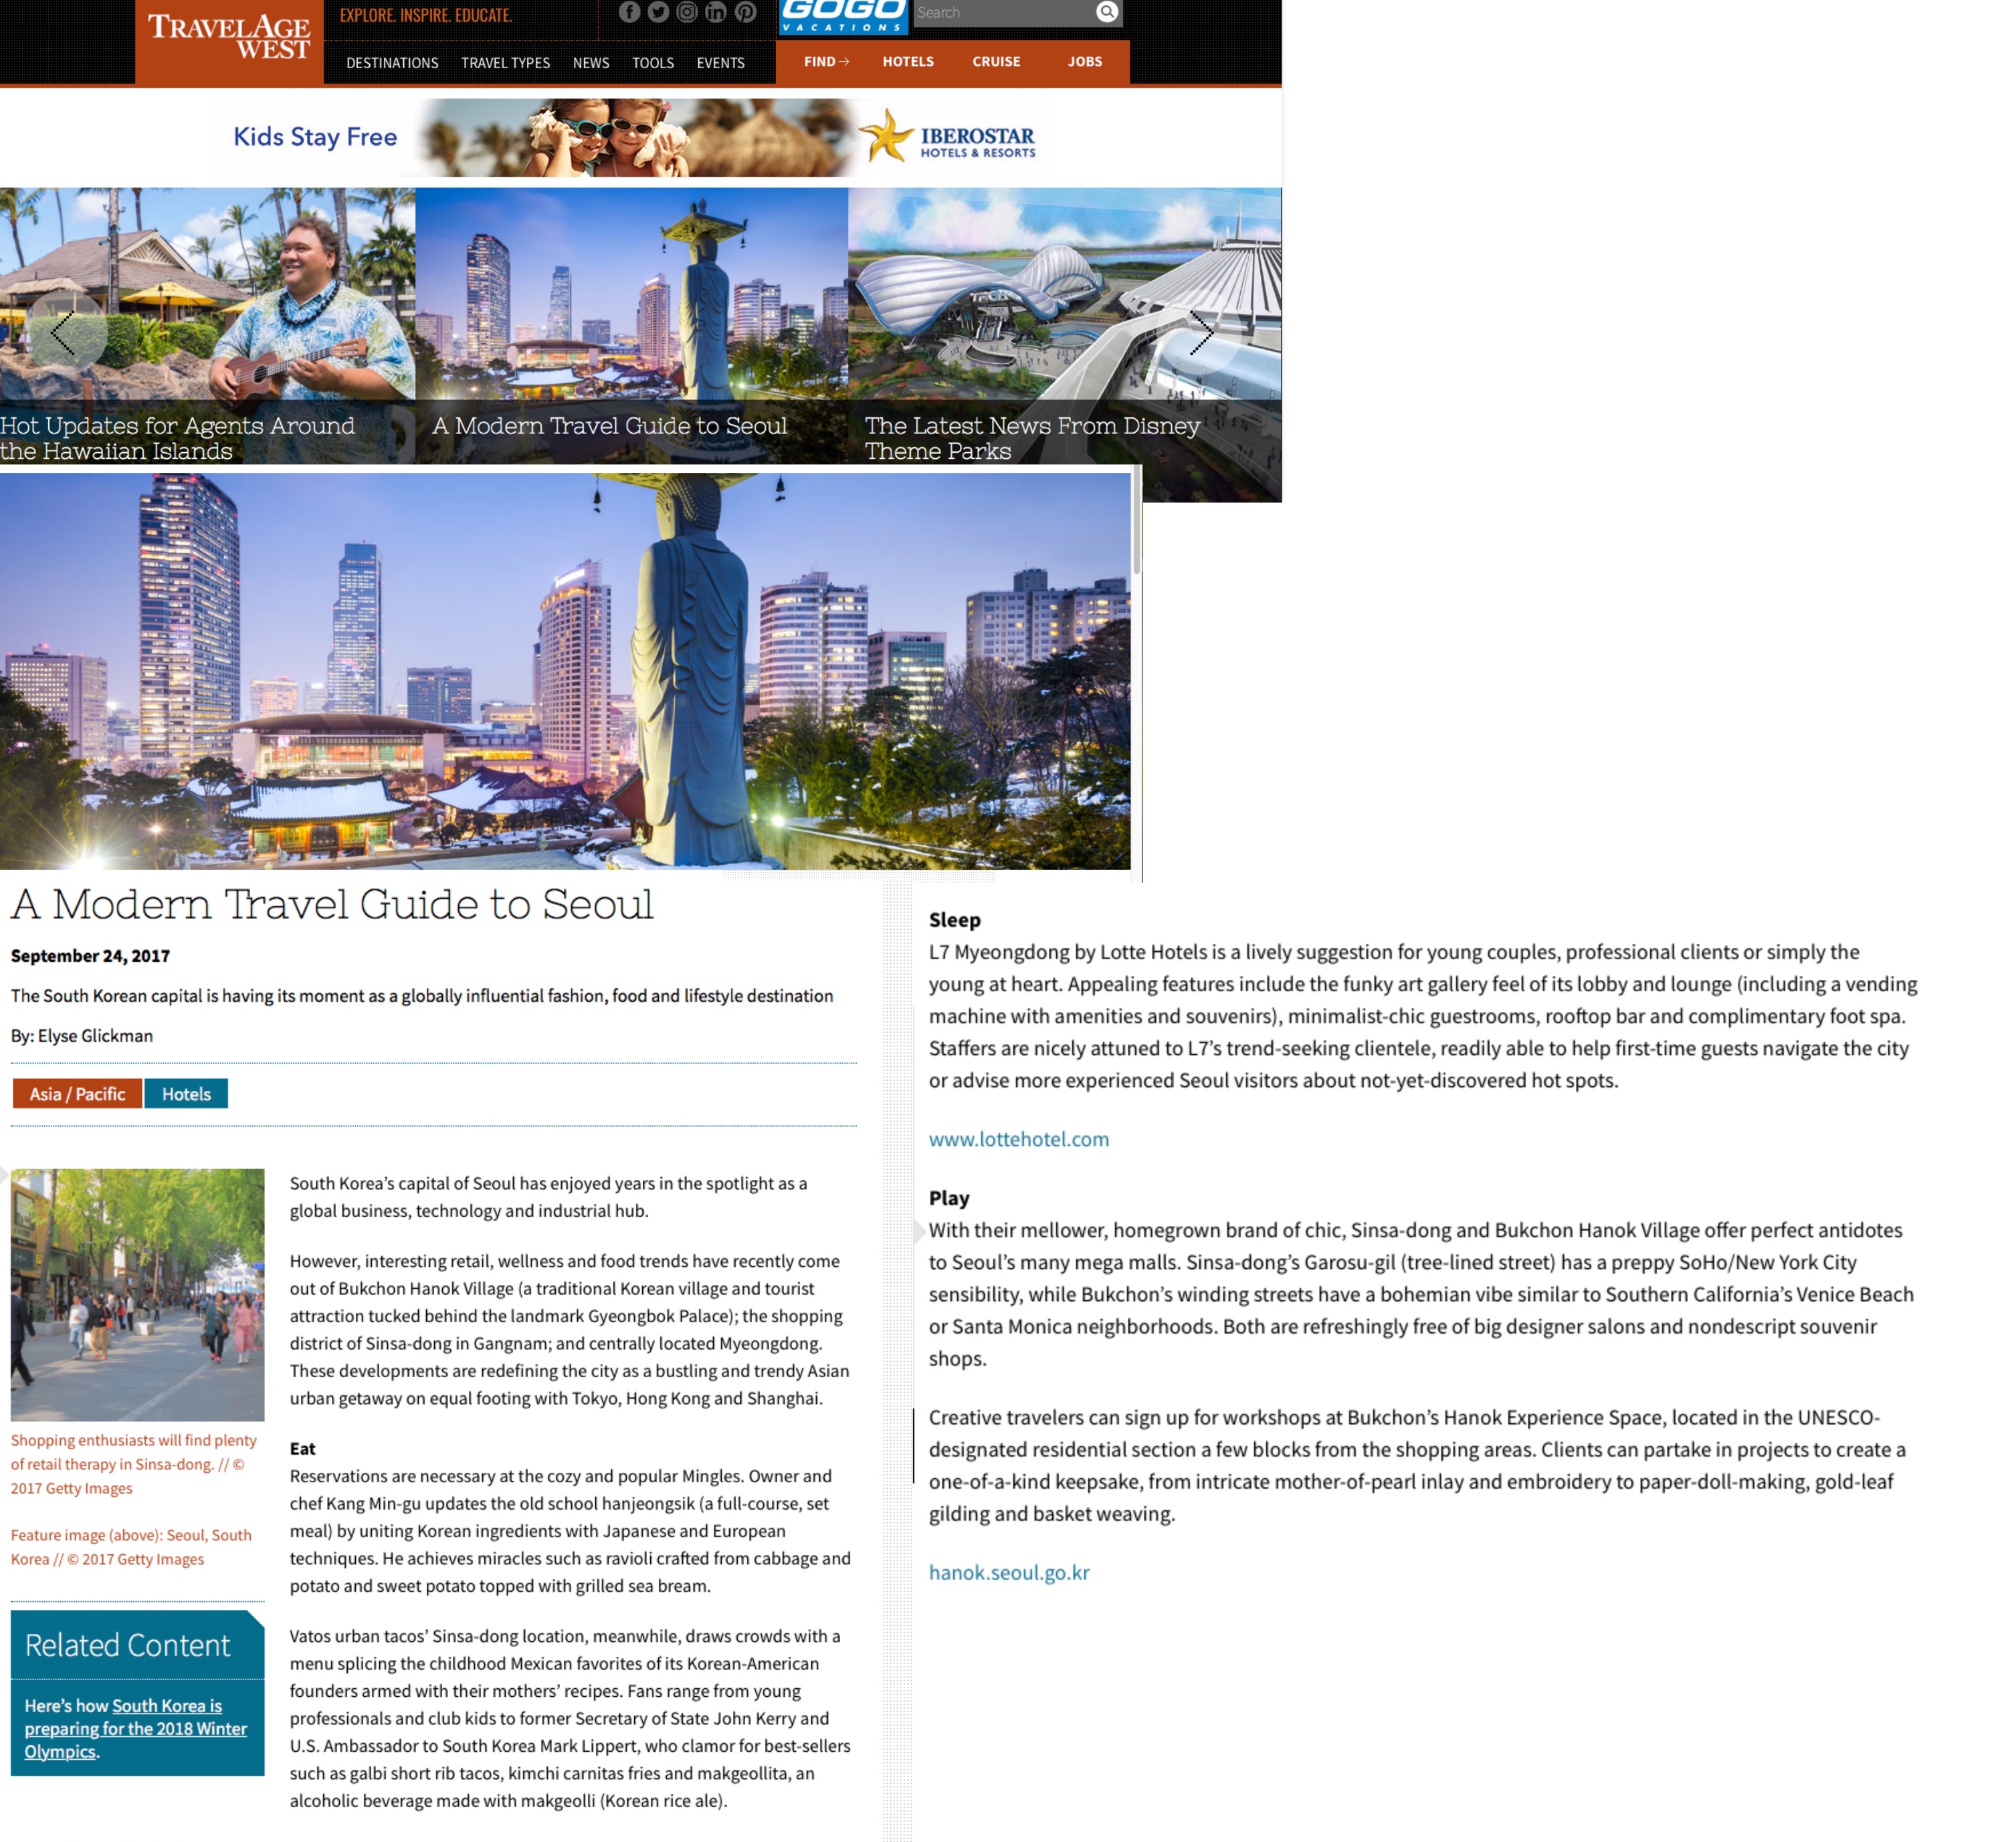 TRAVELAGE
WEST
EXPLORE. INSPIRE. EDUCATE.
GOGO
VACATIONS
Search
DESTINATIONS TRAVEL TYPES NEWS TOOLS EVENTS
FIND→ HOTELS CRUISE JOBS
Kids Stay Free
IBEROSTAR
HOTELS & RESORTS
Hot Updates for Agents Around
the Hawaiian Islands
A Modern Travel Guide to Seoul
The Latest News From Disney
Theme Parks
A Modern Travel Guide to Seoul
September 24, 2017
The South Korean capital is having its moment as a globally influential fashion, food and lifestyle destination
By: Elyse Glickman
Asia / Pacific Hotels
Shopping enthusiasts will find plenty
of retail therapy in Sinsa-dong. // ©
2017 Getty Images
Feature image (above): Seoul, South
Korea // © 2017 Getty Images
Related Content
Here's how South Korea is
preparing for the 2018 Winter
Olympics.
South Korea's capital of Seoul has enjoyed years in the spotlight as a
global business, technology and industrial hub.
However, interesting retail, wellness and food trends have recently come
out of Bukchon Hanok Village (a traditional Korean village and tourist
attraction tucked behind the landmark Gyeongbok Palace); the shopping
district of Sinsa-dong in Gangnam; and centrally located Myeongdong.
These developments are redefining the city as a bustling and trendy Asian
urban getaway on equal footing with Tokyo, Hong Kong and Shanghai.
Eat
Reservations are necessary at the cozy and popular Mingles. Owner and
chef Kang Min-gu updates the old school hanjeongsik (a full-course, set
meal) by uniting Korean ingredients with Japanese and European
techniques. He achieves miracles such as ravioli crafted from cabbage and
potato and sweet potato topped with grilled sea bream.
Vatos urban tacos' Sinsa-dong location, meanwhile, draws crowds with a
menu splicing the childhood Mexican favorites of its Korean-American
founders armed with their mothers' recipes. Fans range from young
professionals and club kids to former Secretary of State John Kerry and
U.S. Ambassador to South Korea Mark Lippert, who clamor for best-sellers
such as galbi short rib tacos, kimchi carnitas fries and makgeollita, an
alcoholic beverage made with makgeolli (Korean rice ale).
Sleep
L7 Myeongdong by Lotte Hotels is a lively suggestion for young couples, professional clients or simply the
young at heart. Appealing features include the funky art gallery feel of its lobby and lounge (including a vending
machine with amenities and souvenirs), minimalist-chic guestrooms, rooftop bar and complimentary foot spa.
Staffers are nicely attuned to L7's trend-seeking clientele, readily able to help first-time guests navigate the city
or advise more experienced Seoul visitors about not-yet-discovered hot spots.
www.lottehotel.com
Play
With their mellower, homegrown brand of chic, Sinsa-dong and Bukchon Hanok Village offer perfect antidotes
to Seoul's many mega malls. Sinsa-dong's Garosu-gil (tree-lined street) has a preppy SoHo/New York City
sensibility, while Bukchon's winding streets have a bohemian vibe similar to Southern California's Venice Beach
or Santa Monica neighborhoods. Both are refreshingly free of big designer salons and nondescript souvenir
shops.
Creative travelers can sign up for workshops at Bukchon's Hanok Experience Space, located in the UNESCO-
designated residential section a few blocks from the shopping areas. Clients can partake in projects to create a
one-of-a-kind keepsake, from intricate mother-of-pearl inlay and embroidery to paper-doll-making, gold-leaf
gilding and basket weaving.
hanok.seoul.go.kr